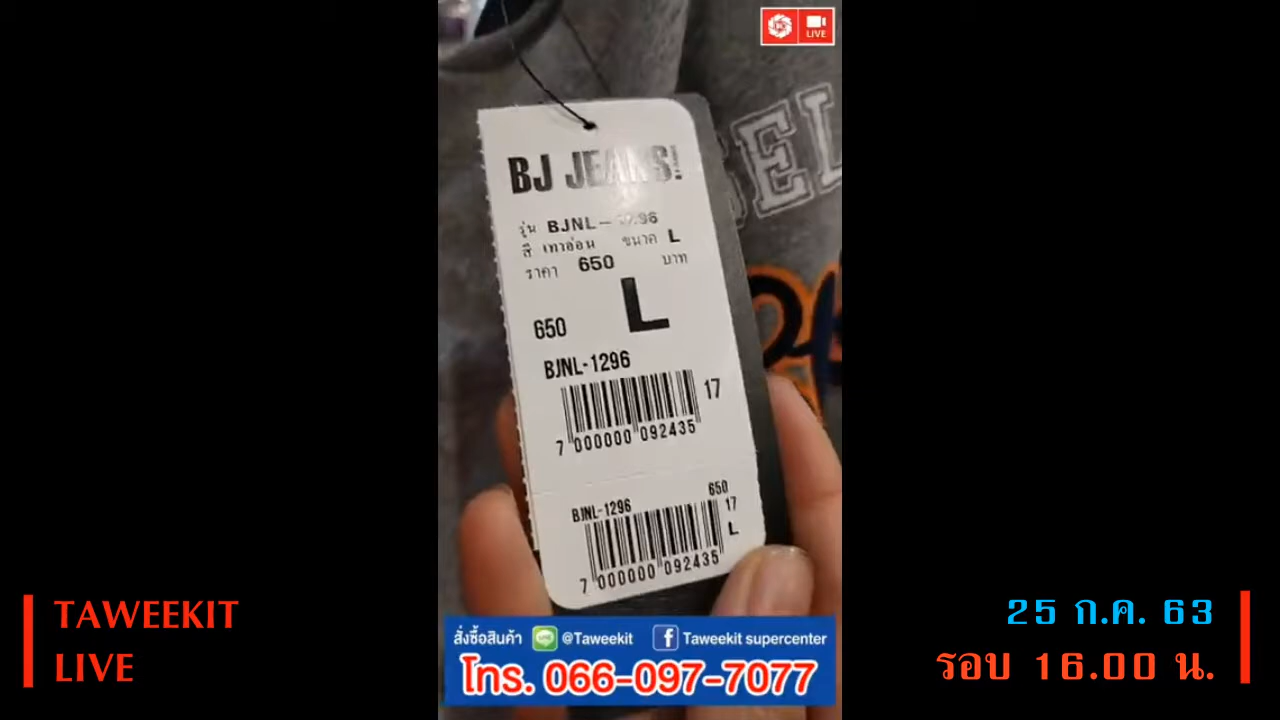 LIVE
BJ JEANS!
SEL
รุ่น BJNL-1296
สี เทาอ่อน ขนาด L
ราคา 650 บาท
L
650
BJNL-1296
17
7 000000 092435
BJNL-1296 650
17
L
7 000000 092435
TAWEEKIT
LIVE
สั่งซื้อสินค้า LINE @Taweekit f Taweekit supercenter
โทร. 066-097-7077
25 ก.ค. 63
รอบ 16.00 น.